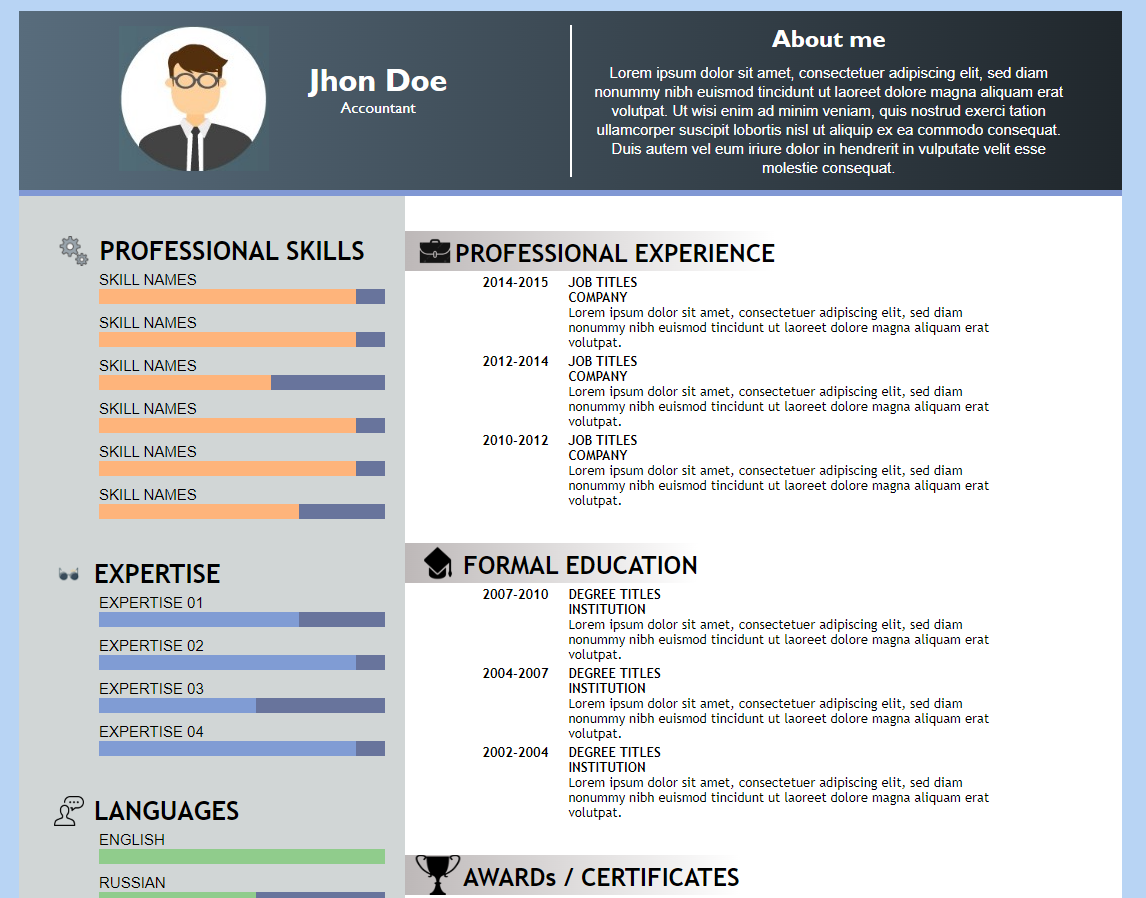 Jhon Doe
Accountant
About me
Lorem ipsum dolor sit amet, consectetuer adipiscing elit, sed diam
nonummy nibh euismod tincidunt ut laoreet dolore magna aliquam erat
volutpat. Ut wisi enim ad minim veniam, quis nostrud exerci tation
ullamcorper suscipit lobortis nisl ut aliquip ex ea commodo consequat.
Duis autem vel eum iriure dolor in hendrerit in vulputate velit esse
molestie consequat.
PROFESSIONAL SKILLS
SKILL NAMES
SKILL NAMES
SKILL NAMES
SKILL NAMES
SKILL NAMES
SKILL NAMES
EXPERTISE
EXPERTISE 01
EXPERTISE 02
EXPERTISE 03
EXPERTISE 04
LANGUAGES
ENGLISH
RUSSIAN
PROFESSIONAL EXPERIENCE
2014-2015 JOB TITLES
COMPANY
Lorem ipsum dolor sit amet, consectetuer adipiscing elit, sed diam
nonummy nibh euismod tincidunt ut laoreet dolore magna aliquam erat
volutpat.
2012-2014 JOB TITLES
COMPANY
Lorem ipsum dolor sit amet, consectetuer adipiscing elit, sed diam
nonummy nibh euismod tincidunt ut laoreet dolore magna aliquam erat
volutpat.
2010-2012 JOB TITLES
COMPANY
Lorem ipsum dolor sit amet, consectetuer adipiscing elit, sed diam
nonummy nibh euismod tincidunt ut laoreet dolore magna aliquam erat
volutpat.
FORMAL EDUCATION
2007-2010 DEGREE TITLES
INSTITUTION
Lorem ipsum dolor sit amet, consectetuer adipiscing elit, sed diam
nonummy nibh euismod tincidunt ut laoreet dolore magna aliquam erat
volutpat.
2004-2007 DEGREE TITLES
INSTITUTION
Lorem ipsum dolor sit amet, consectetuer adipiscing elit, sed diam
nonummy nibh euismod tincidunt ut laoreet dolore magna aliquam erat
volutpat.
2002-2004 DEGREE TITLES
INSTITUTION
Lorem ipsum dolor sit amet, consectetuer adipiscing elit, sed diam
nonummy nibh euismod tincidunt ut laoreet dolore magna aliquam erat
volutpat.
AWARDs / CERTIFICATES